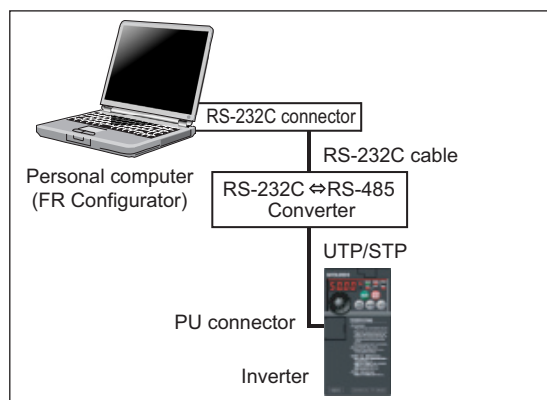 RS-232C connector
RS-232C cable
Personal computer
(FR Configurator)
RS-232C ⇔RS-485
Converter
UTP/STP
PU connector
Inverter